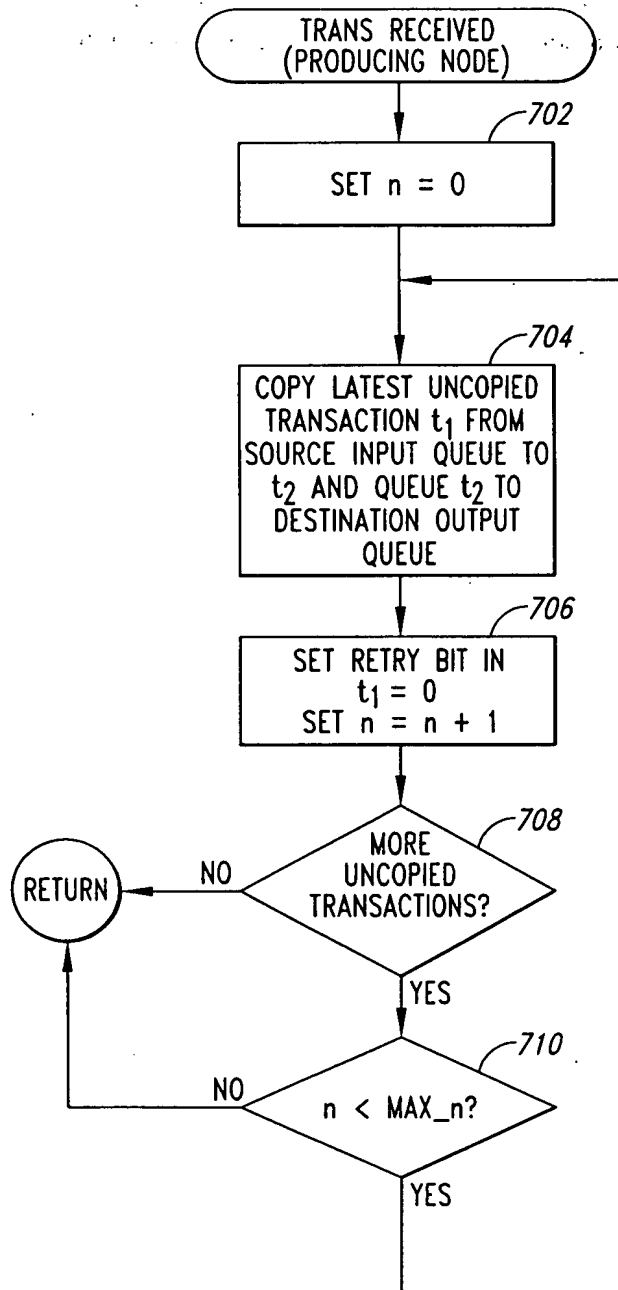 TRANS RECEIVED
(PRODUCING NODE)
702
SET n = 0
704
COPY LATEST UNCOPIED
TRANSACTION t1 FROM
SOURCE INPUT QUEUE TO
t2 AND QUEUE t2 TO
DESTINATION OUTPUT
QUEUE
706
SET RETRY BIT IN
t1 = 0
SET n = n + 1
708
MORE
UNCOPIED
TRANSACTIONS?
NO
RETURN
YES
710
n < MAX_n?
NO
YES